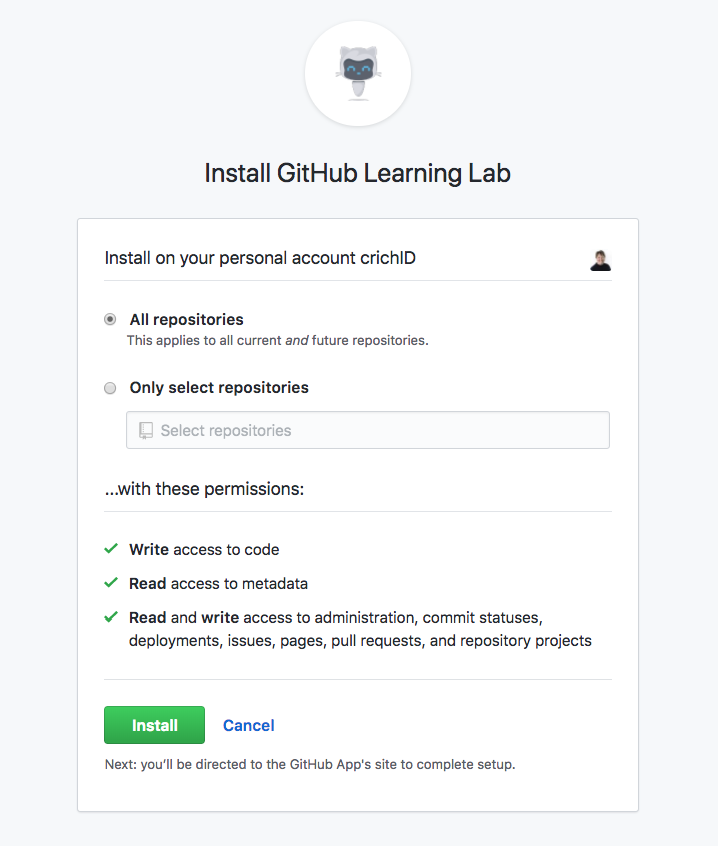 Install GitHub Learning Lab
Install on your personal account crichID
All repositories
This applies to all current and future repositories.
Only select repositories
Select repositories
...with these permissions:
Write access to code
Read access to metadata
Read and write access to administration, commit statuses,
deployments, issues, pages, pull requests, and repository projects
Install Cancel
Next: you’ll be directed to the GitHub App's site to complete setup.